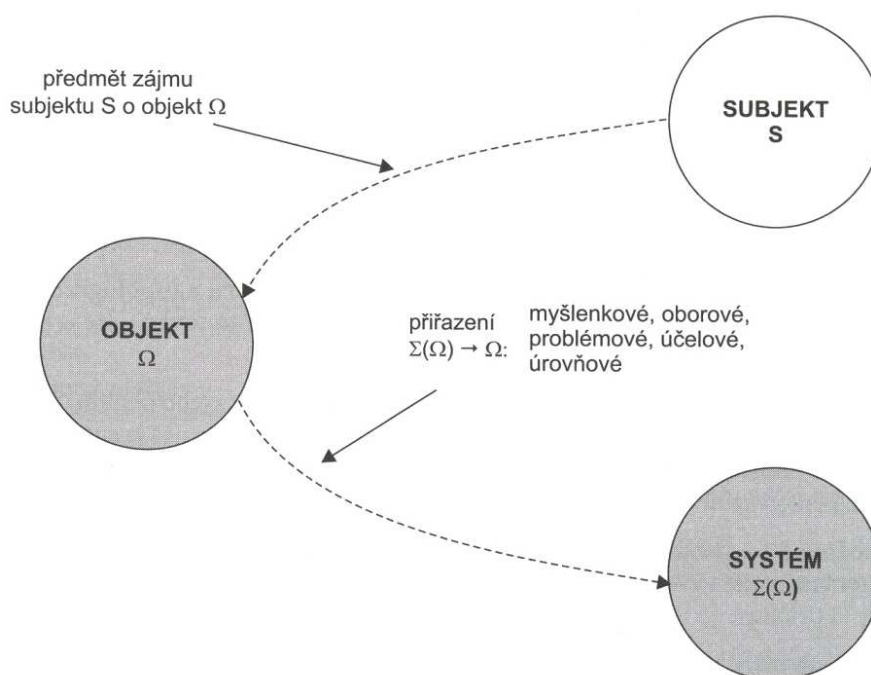 předmět zájmu
subjektu S o objekt Ω
SUBJEKT
S
OBJEKT
Ω
přiřazení
Σ(Ω) → Ω:
myšlenkové, oborové,
problémové, účelové,
úrovňové
SYSTÉM
Σ(Ω)